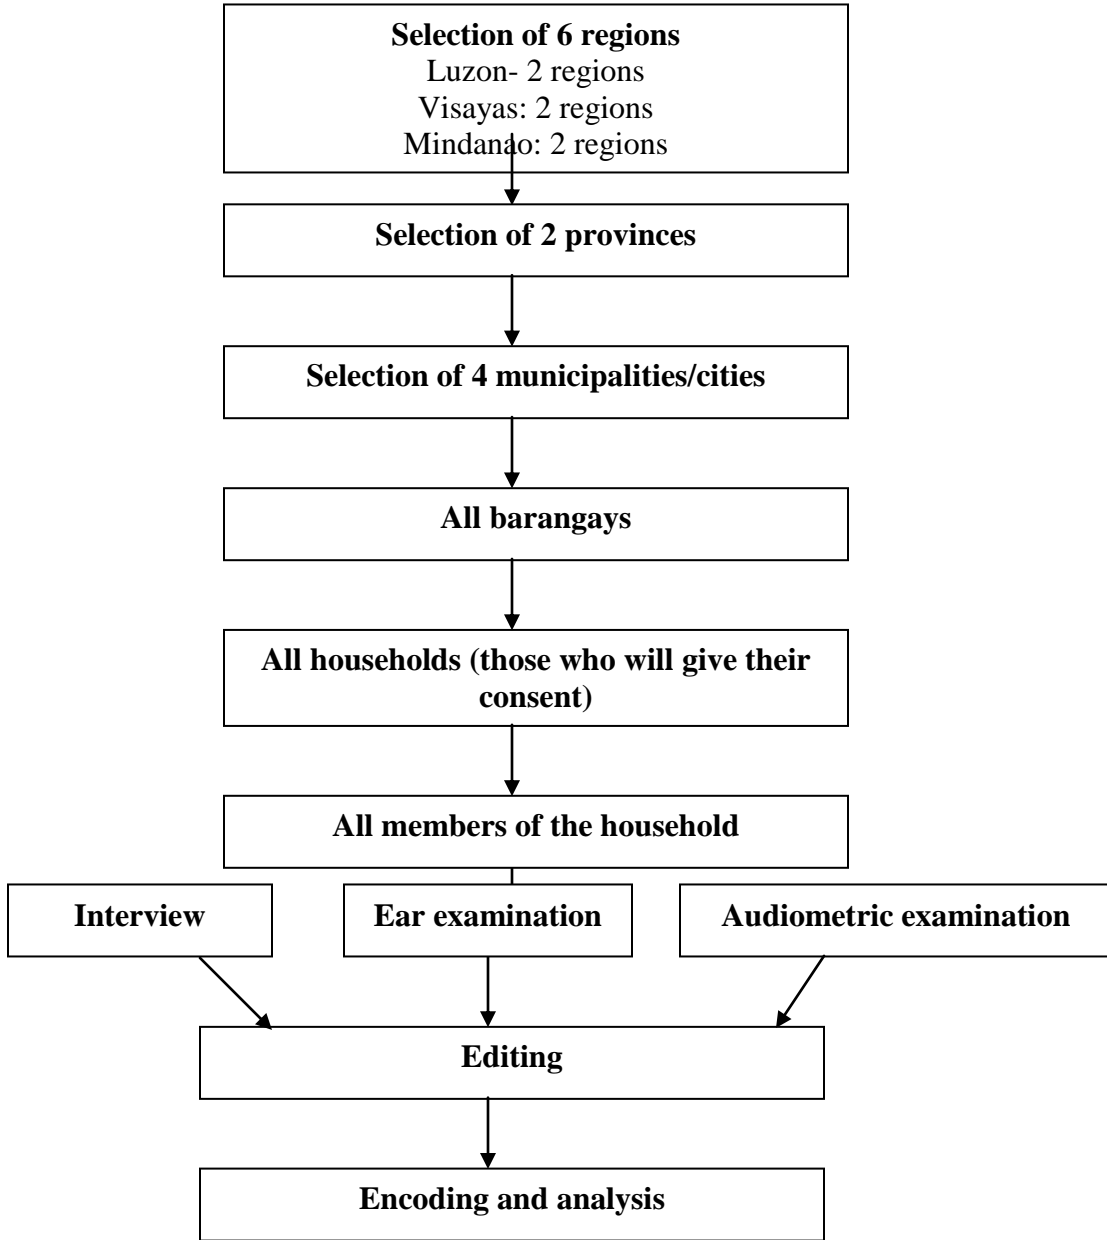 Selection of 6 regions
Luzon- 2 regions
Visayas: 2 regions
Mindanao: 2 regions
Selection of 2 provinces
Selection of 4 municipalities/cities
All barangays
All households (those who will give their
consent)
All members of the household
Interview
Ear examination
Audiometric examination
Editing
Encoding and analysis